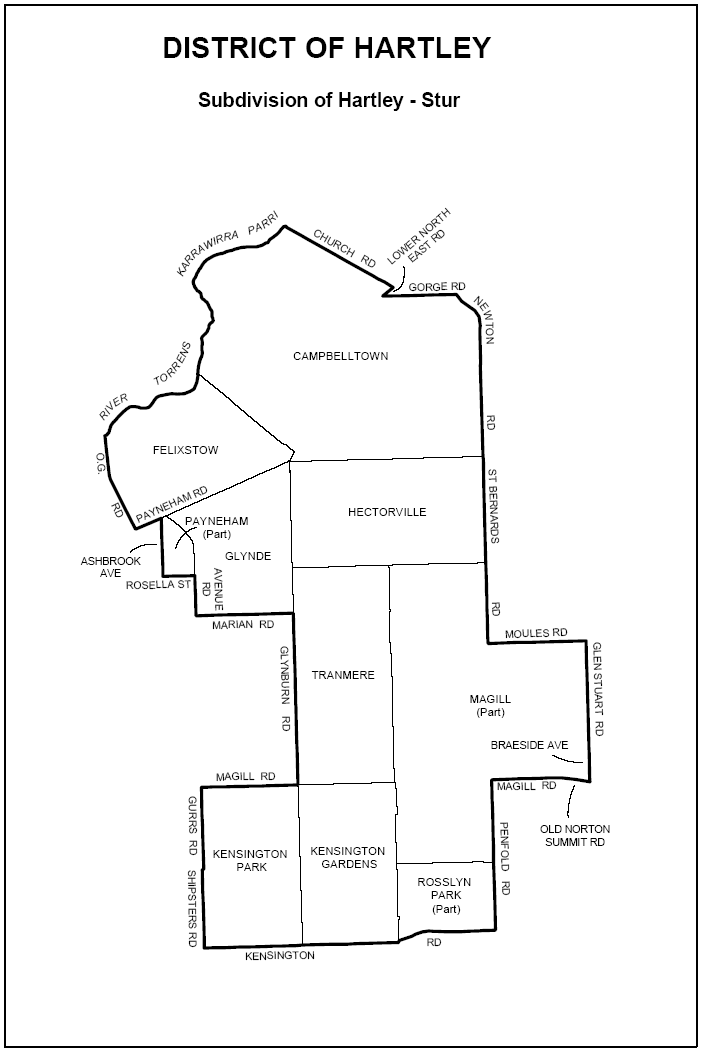 DISTRICT OF HARTLEY
Subdivision of Hartley - Stur
KARRAWIRRA PARRI
CHURCH RD
LOWER NORTH
EAST RD
GORGE RD
NEWTON
RD
CAMPBELLTOWN
RIVER TORRENS
FELIXSTOW
O.G. RD
PAYNEHAM RD
PAYNEHAM
(Part)
HECTORVILLE
ST BERNARDS
RD
GLYNDE
ASHBROOK
AVE
ROSELLA ST
AVENUE
RD
MARIAN RD
MOULES RD
GLYNBURN RD
TRANMERE
GLEN STUART RD
MAGILL
(Part)
BRAESIDE AVE
MAGILL RD
MAGILL RD
GURRS RD
PENFOLD RD
OLD NORTON
SUMMIT RD
KENSINGTON
PARK
KENSINGTON
GARDENS
SHIPSTERS RD
ROSSLYN
PARK
(Part)
KENSINGTON RD